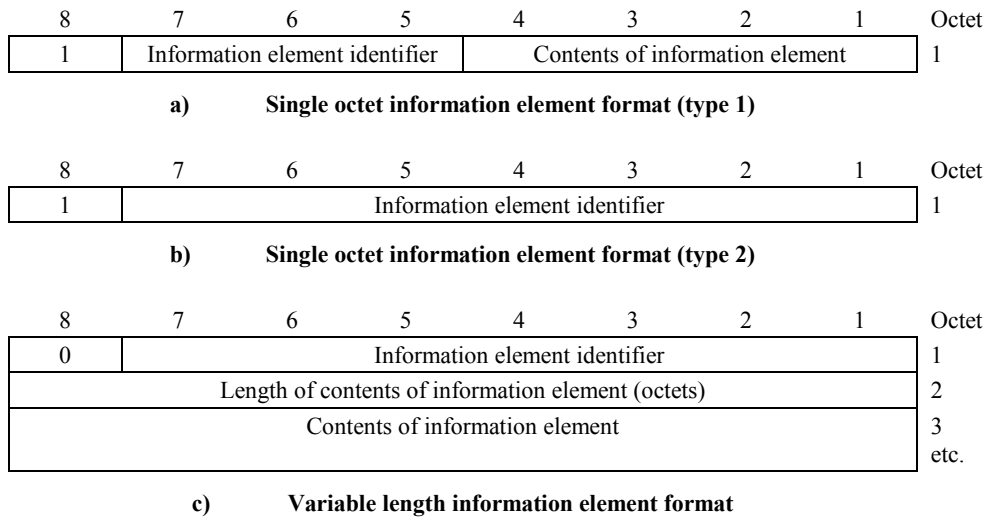 8 7 6 5 4 3 2 1 Octet
1 Information element identifier Contents of information element 1
a) Single octet information element format (type 1)
8 7 6 5 4 3 2 1 Octet
1 Information element identifier 1
b) Single octet information element format (type 2)
8 7 6 5 4 3 2 1 Octet
0 Information element identifier 1
Length of contents of information element (octets) 2
Contents of information element 3
etc.
c) Variable length information element format